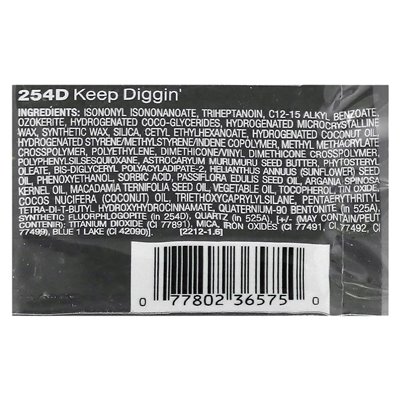 254D Keep Diggin'
INGREDIENTS: ISONONYL ISONONANOATE, TRIHEPTANOIN, C12-15 ALKYL BENZOATE,
OZOKERITE, HYDROGENATED COCO-GLYCERIDES, HYDROGENATED MICROCRYSTALLINE
WAX, SYNTHETIC WAX, SILICA, CETYL ETHYLHEXANOATE, HYDROGENATED COCONUT OIL,
HYDROGENATED STYRENE/METHYLSTYRENE/INDENE COPOLYMER, METHYL METHACRYLATE
CROSSPOLYMER, POLYETHYLENE, DIMETHICONE/VINYL DIMETHICONE CROSSPOLYMER,
POLYPHENYLSILSESQUIOXANE, ASTROCARYUM MURUMURU SEED BUTTER, PHYTOSTERYL
OLEATE, BIS-DIGLYCERYL POLYACYLADIPATE-2, HELIANTHUS ANNUUS (SUNFLOWER) SEED
OIL, PHENOXYETHANOL, SORBIC ACID, PASSIFLORA EDULIS SEED OIL, ARGANIA SPINOSA
KERNEL OIL, MACADAMIA TERNIFOLIA SEED OIL, VEGETABLE OIL, TOCOPHEROL, TIN OXIDE,
COCOS NUCIFERA (COCONUT) OIL, TRIETHOXYCAPRYLYLSILANE, PENTAERYTHRITYL
TETRA-DI-T-BUTYL HYDROXYHYDROCINNAMATE, QUATERNIUM-90 BENTONITE (in 525A),
SYNTHETIC FLUORPHLOGOPITE (in 254D), QUARTZ (in 525A), [+/- (MAY CONTAIN/PEUT
CONTENIR): TITANIUM DIOXIDE (CI 77891), MICA, IRON OXIDES (CI 77491, CI 77492, CI
77499), BLUE 1 LAKE (CI 42090)]. [2212-1.6]
0 77802 36575 0